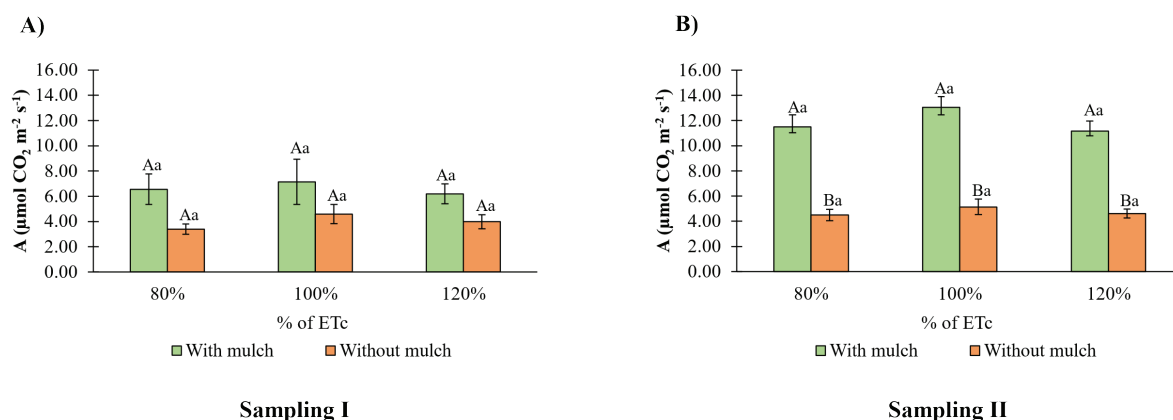 A)
16.00
14.00
12.00
10.00
8.00
6.00
4.00
2.00
0.00
A (µmol CO₂ m⁻² s⁻¹)
Aa
Aa
Aa
Aa
Aa
Aa
80%
100%
120%
% of ETc
With mulch
Without mulch
Sampling I
B)
16.00
14.00
12.00
10.00
8.00
6.00
4.00
2.00
0.00
A (µmol CO₂ m⁻² s⁻¹)
Aa
Ba
Aa
Ba
Aa
Ba
80%
100%
120%
% of ETc
With mulch
Without mulch
Sampling II